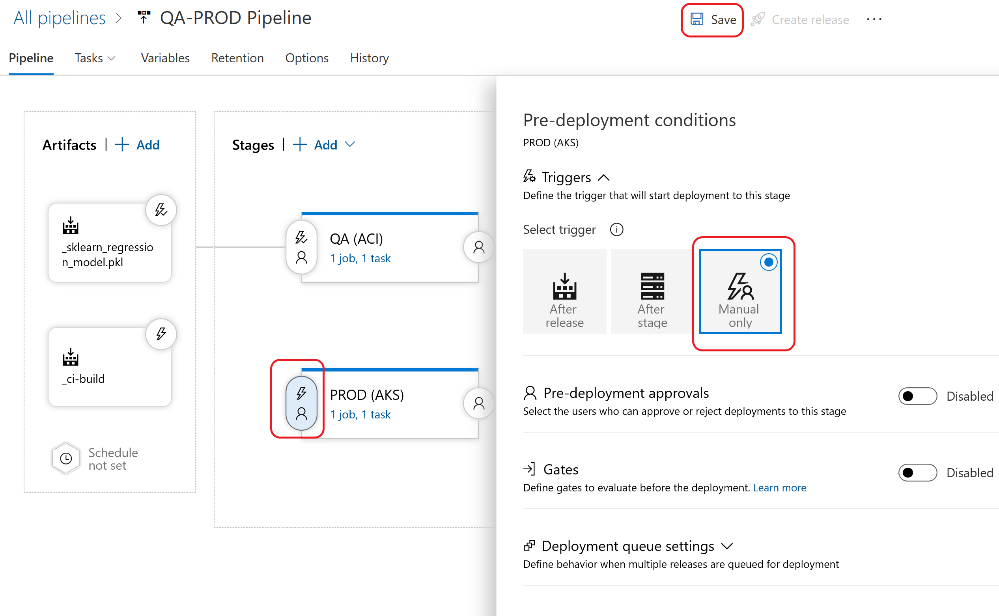 All pipelines > QA-PROD Pipeline
Save Create release ...
Pipeline Tasks Variables Retention Options History
Artifacts | + Add
_sklearn_regressio
n_model.pkl
_ci-build
Schedule
not set
Stages | + Add
QA (ACI)
1 job, 1 task
PROD (AKS)
1 job, 1 task
Pre-deployment conditions
PROD (AKS)
Triggers
Define the trigger that will start deployment to this stage
Select trigger
After
release
After
stage
Manual
only
Pre-deployment approvals
Disabled
Select the users who can approve or reject deployments to this stage
Gates
Disabled
Define gates to evaluate before the deployment. Learn more
Deployment queue settings
Define behavior when multiple releases are queued for deployment